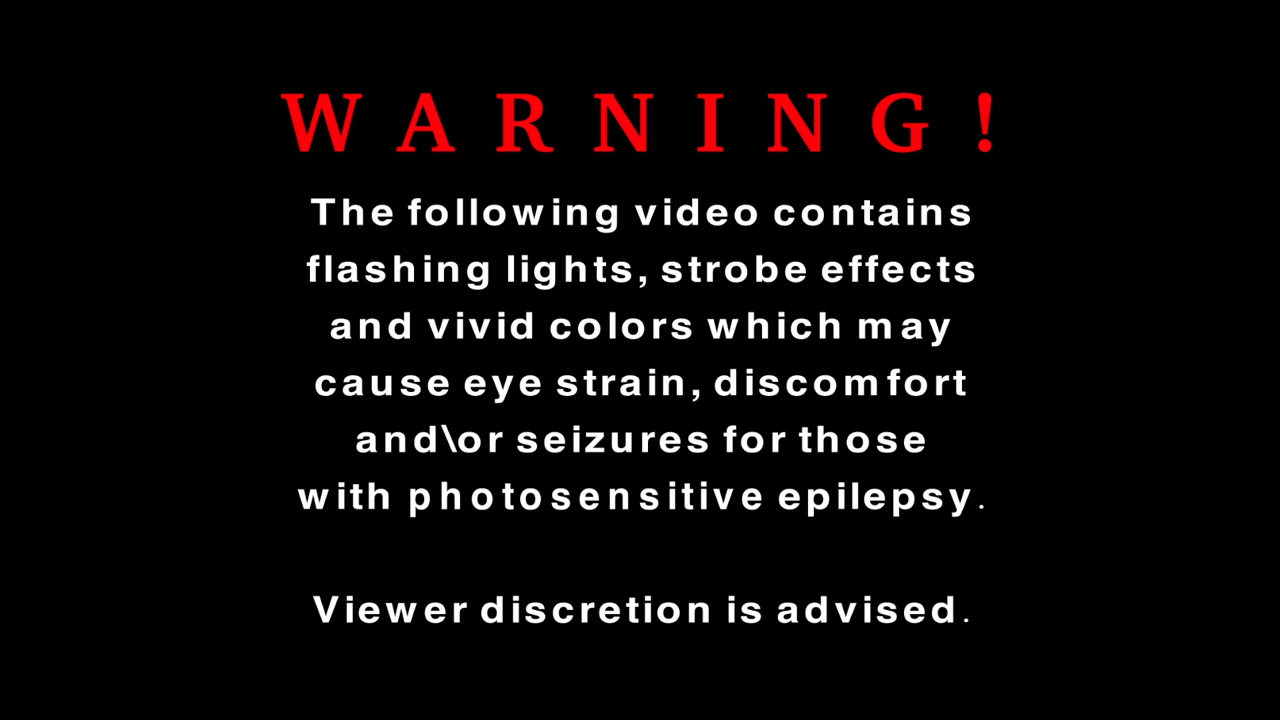 WARNING!
The following video contains
flashing lights, strobe effects
and vivid colors which may
cause eye strain, discomfort
and\or seizures for those
with photosensitive epilepsy.
Viewer discretion is advised.